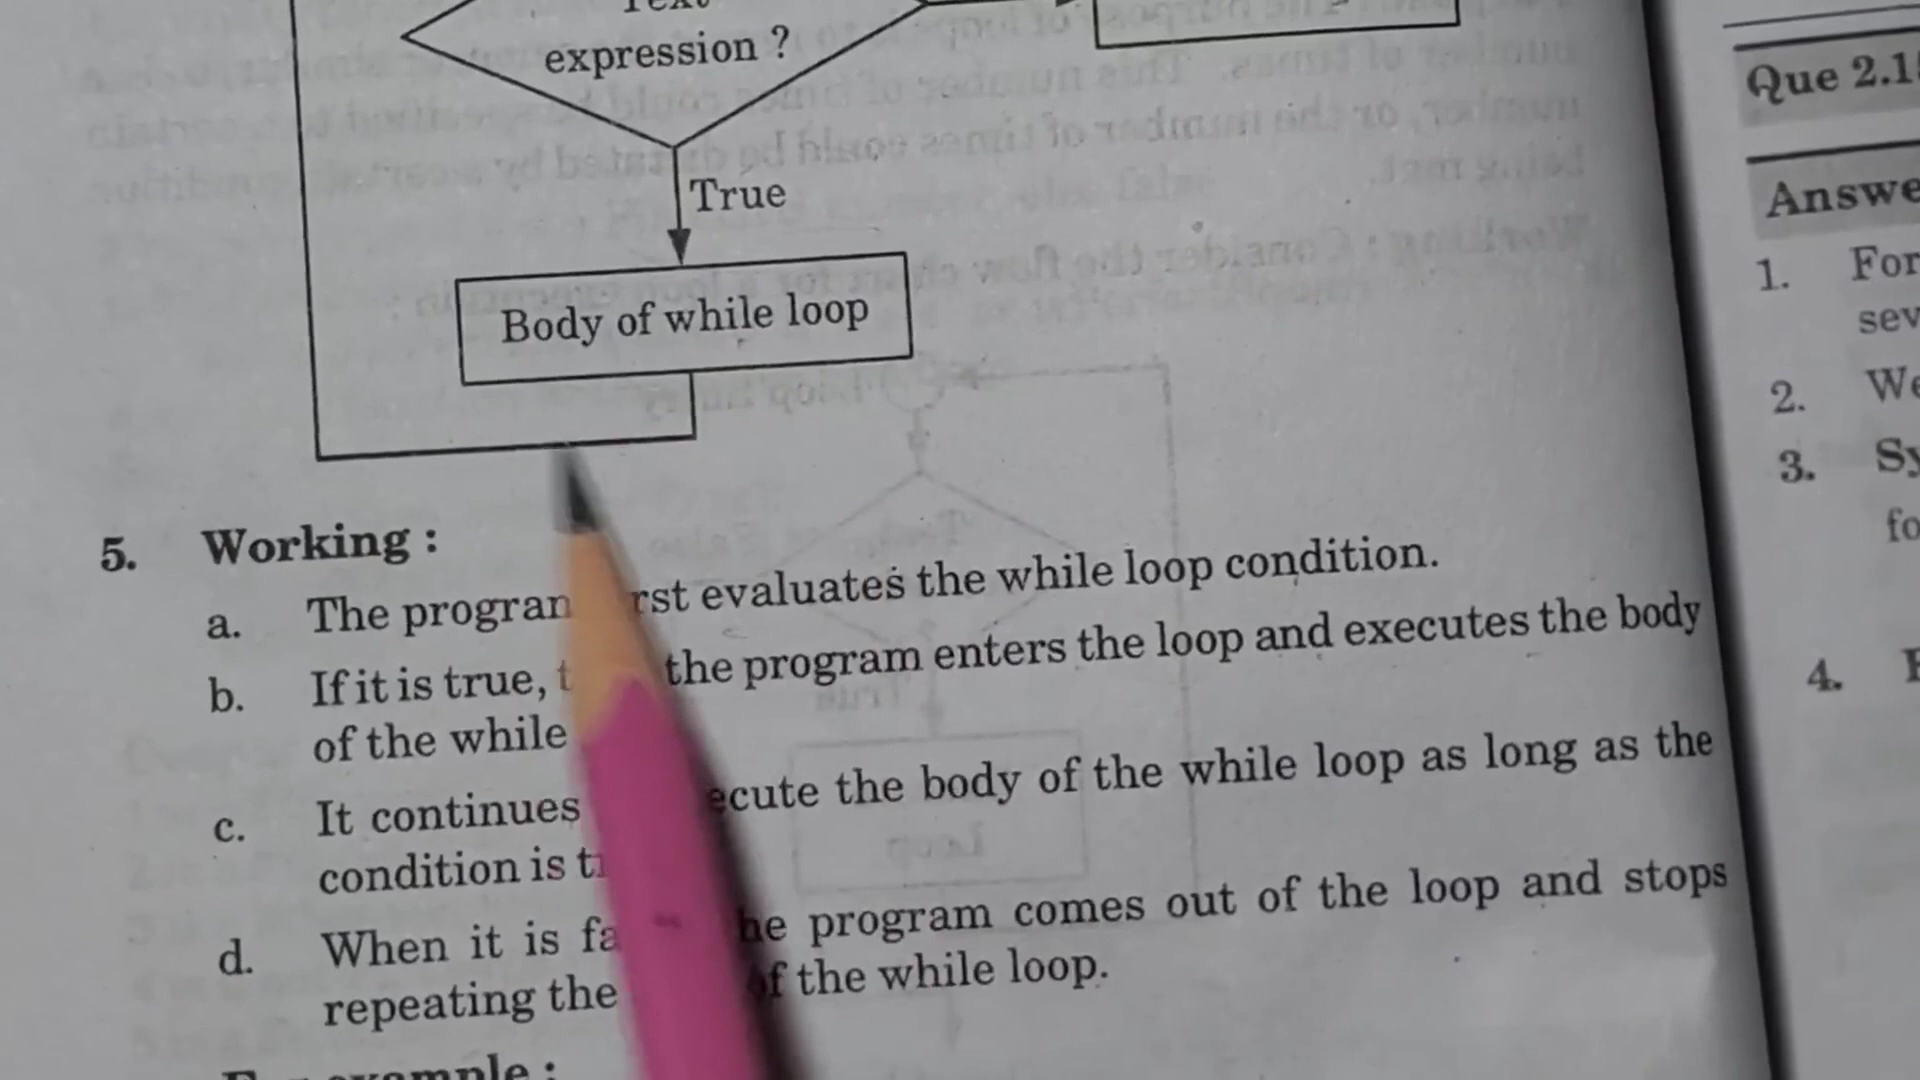 expression ?
True
Body of while loop
5. Working :
a. The progran rst evaluates the while loop condition.
b. If it is true, t the program enters the loop and executes the body
of the while
c. It continues ecute the body of the while loop as long as the
condition is t
d. When it is fa he program comes out of the loop and stops
repeating the of the while loop.
example :
Que 2.1
Answe
1. For
sev
2. We
3. Sy
fo
4.